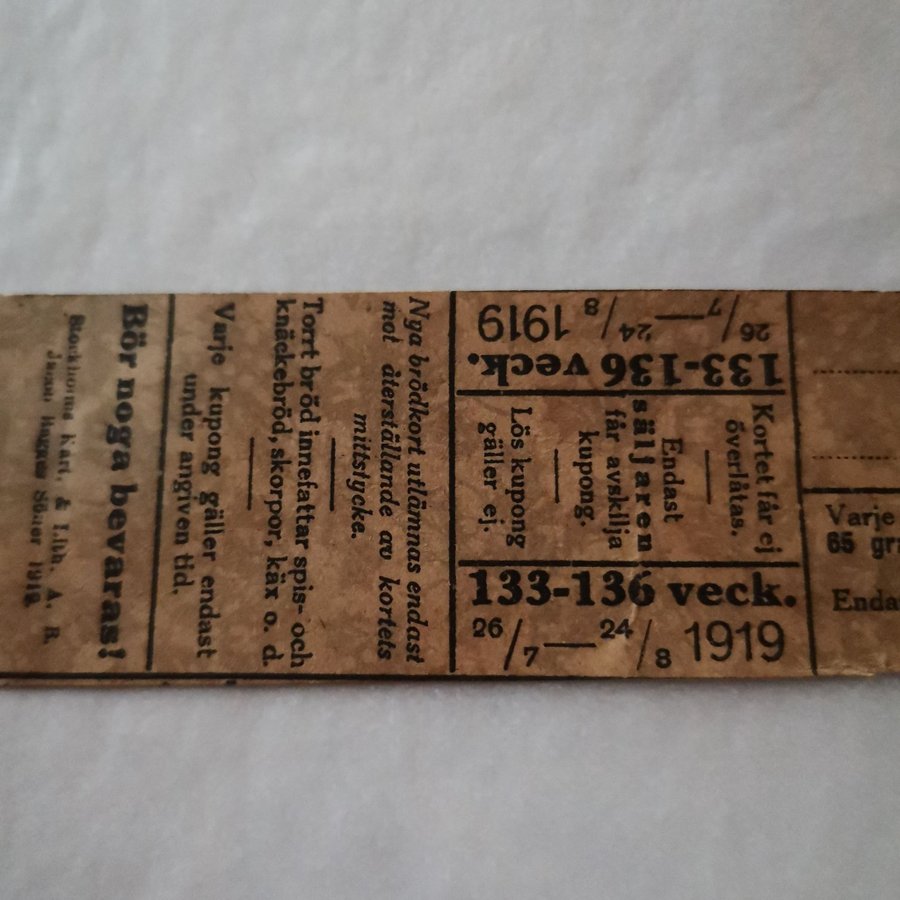 133-136 veck.
26/7 — 24/8 1919
133-136 veck.
26/7 — 24/8 1919
Kortet får ej
överlåtas.
Endast
säljaren
får avskilja
kupong.
Lös kupong
gäller ej.
Nya brödkort utlämnas endast
mot återställande av kortets
mittstycke.
Torrt bröd innefattar spis- och
knäckebröd, skorpor, käx o. d.
Varje kupong gäller endast
under angiven tid.
Bör noga bevaras!
Stockholms Kart. & Lith. A. B.
Söner 1919
Varje
65